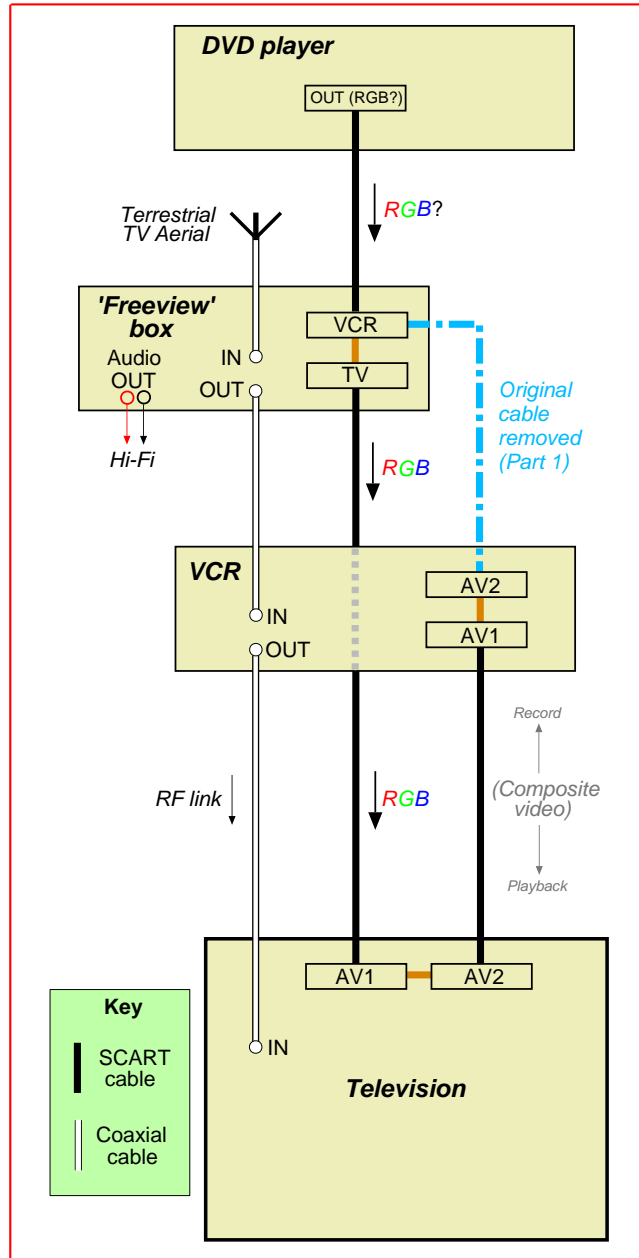 DVD player
OUT (RGB?)
Terrestrial
TV Aerial
RGB?
'Freeview'
box
VCR
Audio
OUT
IN
TV
OUT
Hi-Fi
Original
cable
removed
(Part 1)
RGB
VCR
AV2
IN
AV1
OUT
Record
RF link
RGB
(Composite
video)
Playback
AV1
AV2
Key
SCART
cable
IN
Television
Coaxial
cable